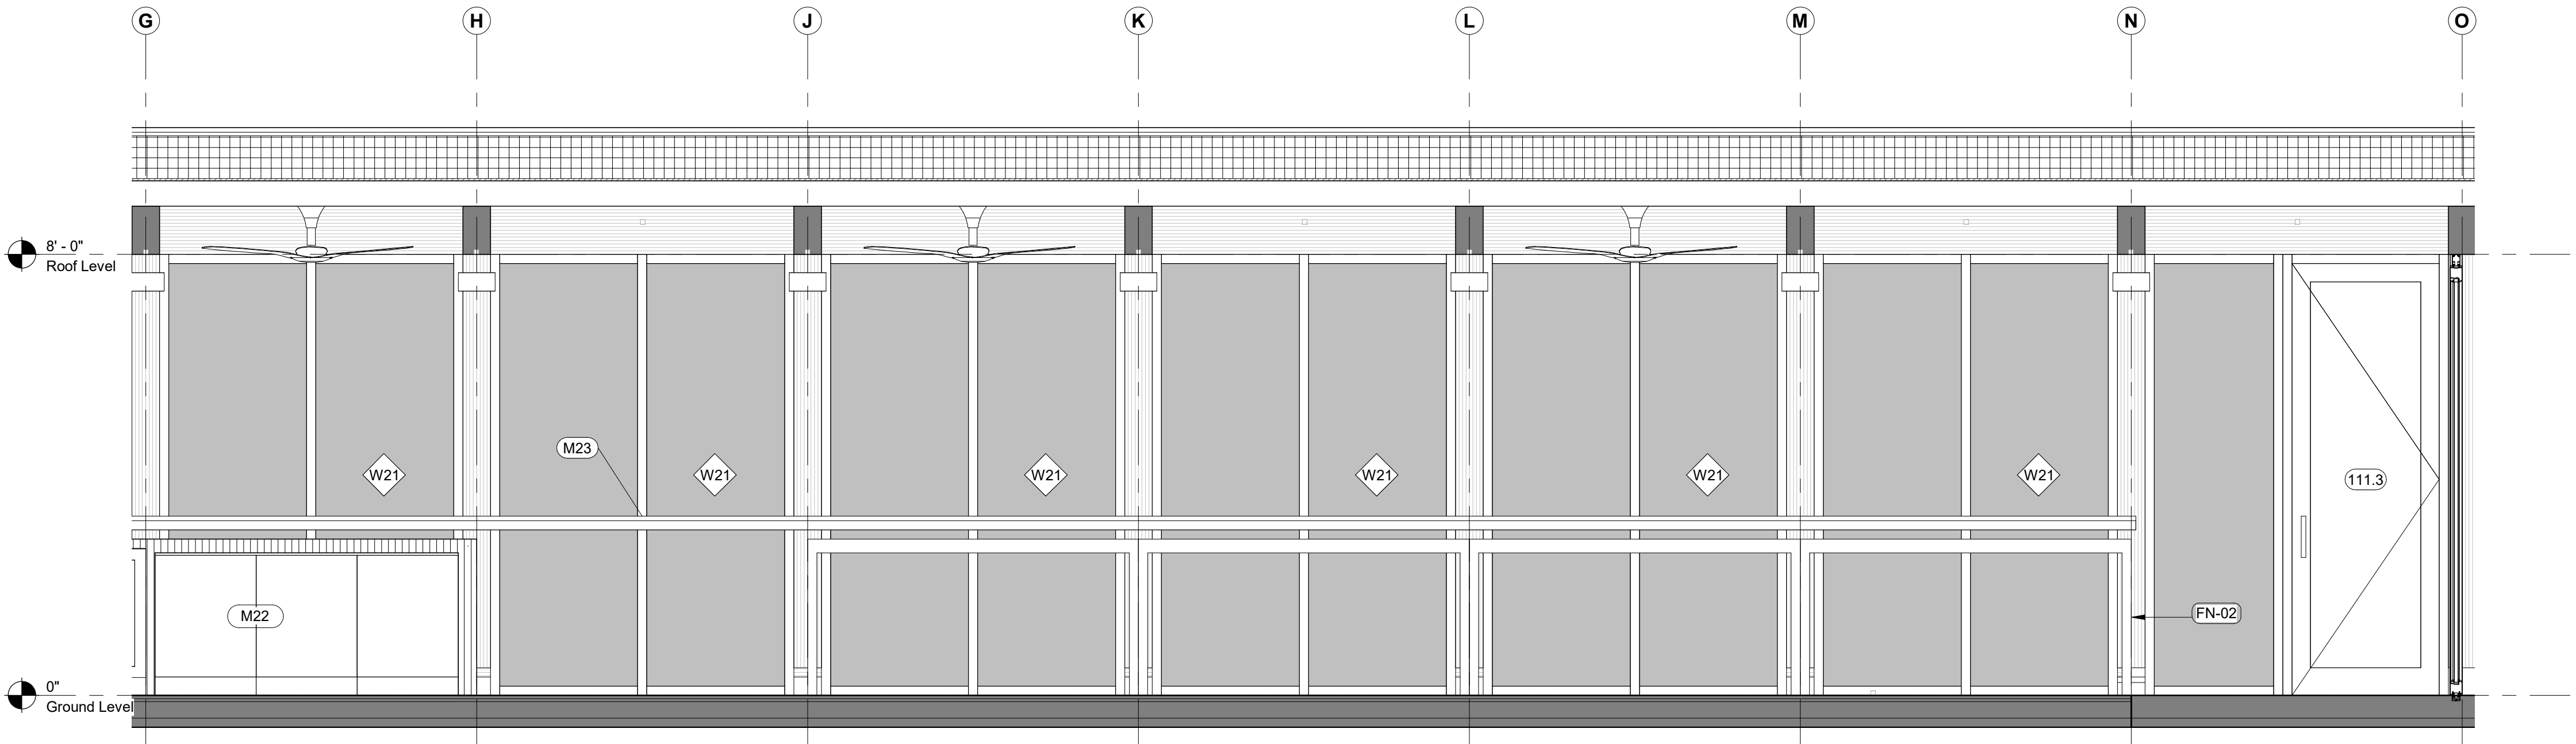 G H J K L M N O
8' - 0"
Roof Level
M23
W21 W21 W21 W21 W21 W21
111.3
M22
FN-02
0"
Ground Level